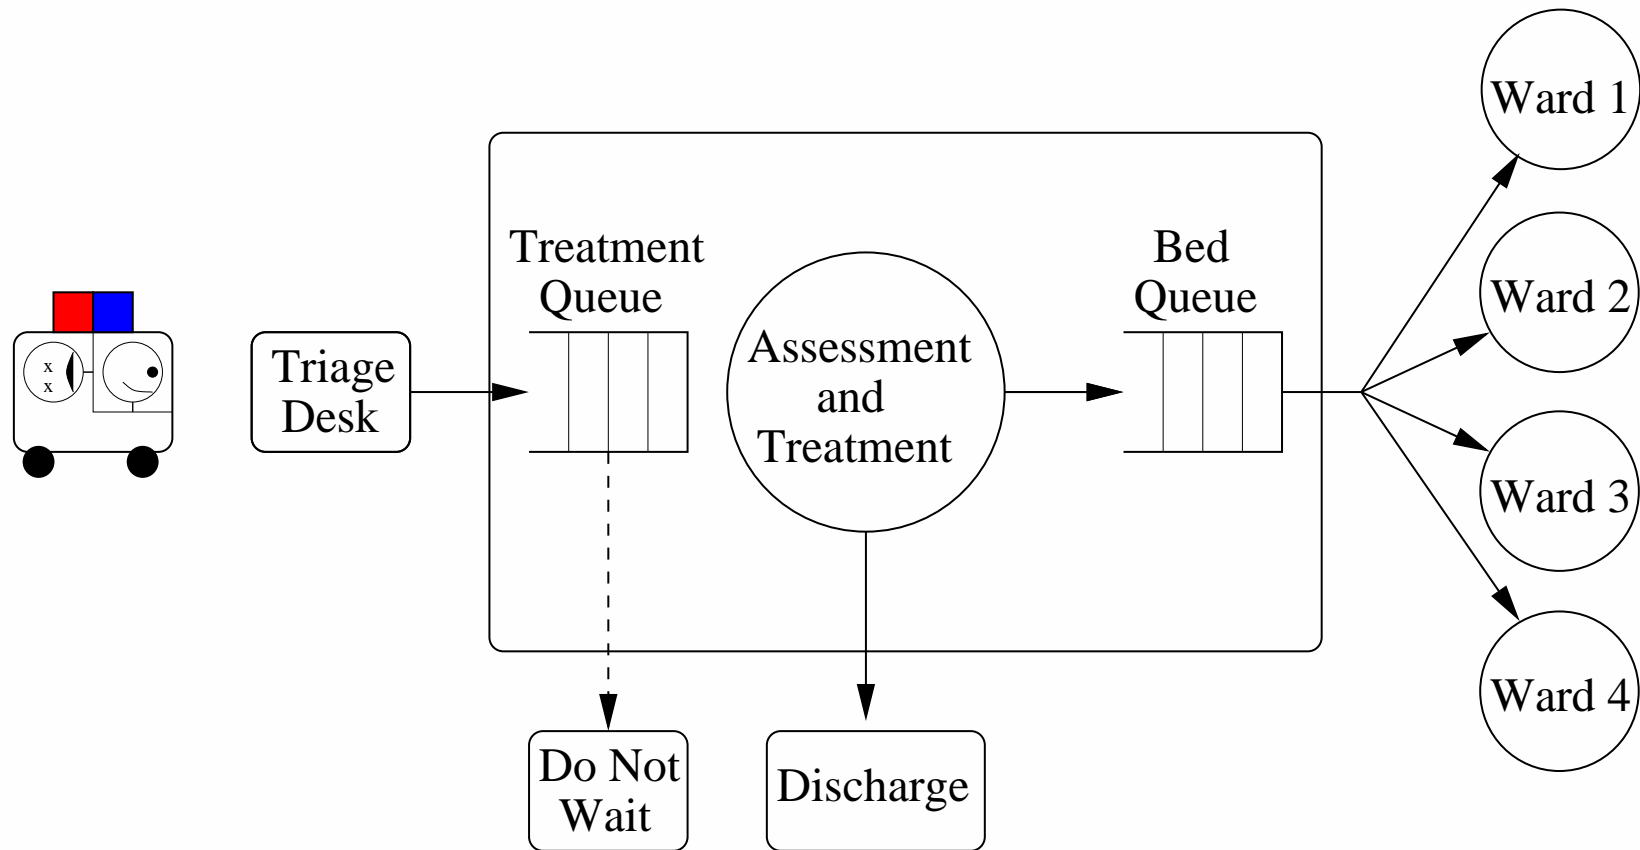 x
x
Triage
Desk
Treatment
Queue
Assessment
and
Treatment
Bed
Queue
Ward 1
Ward 2
Ward 3
Ward 4
Do Not
Wait
Discharge